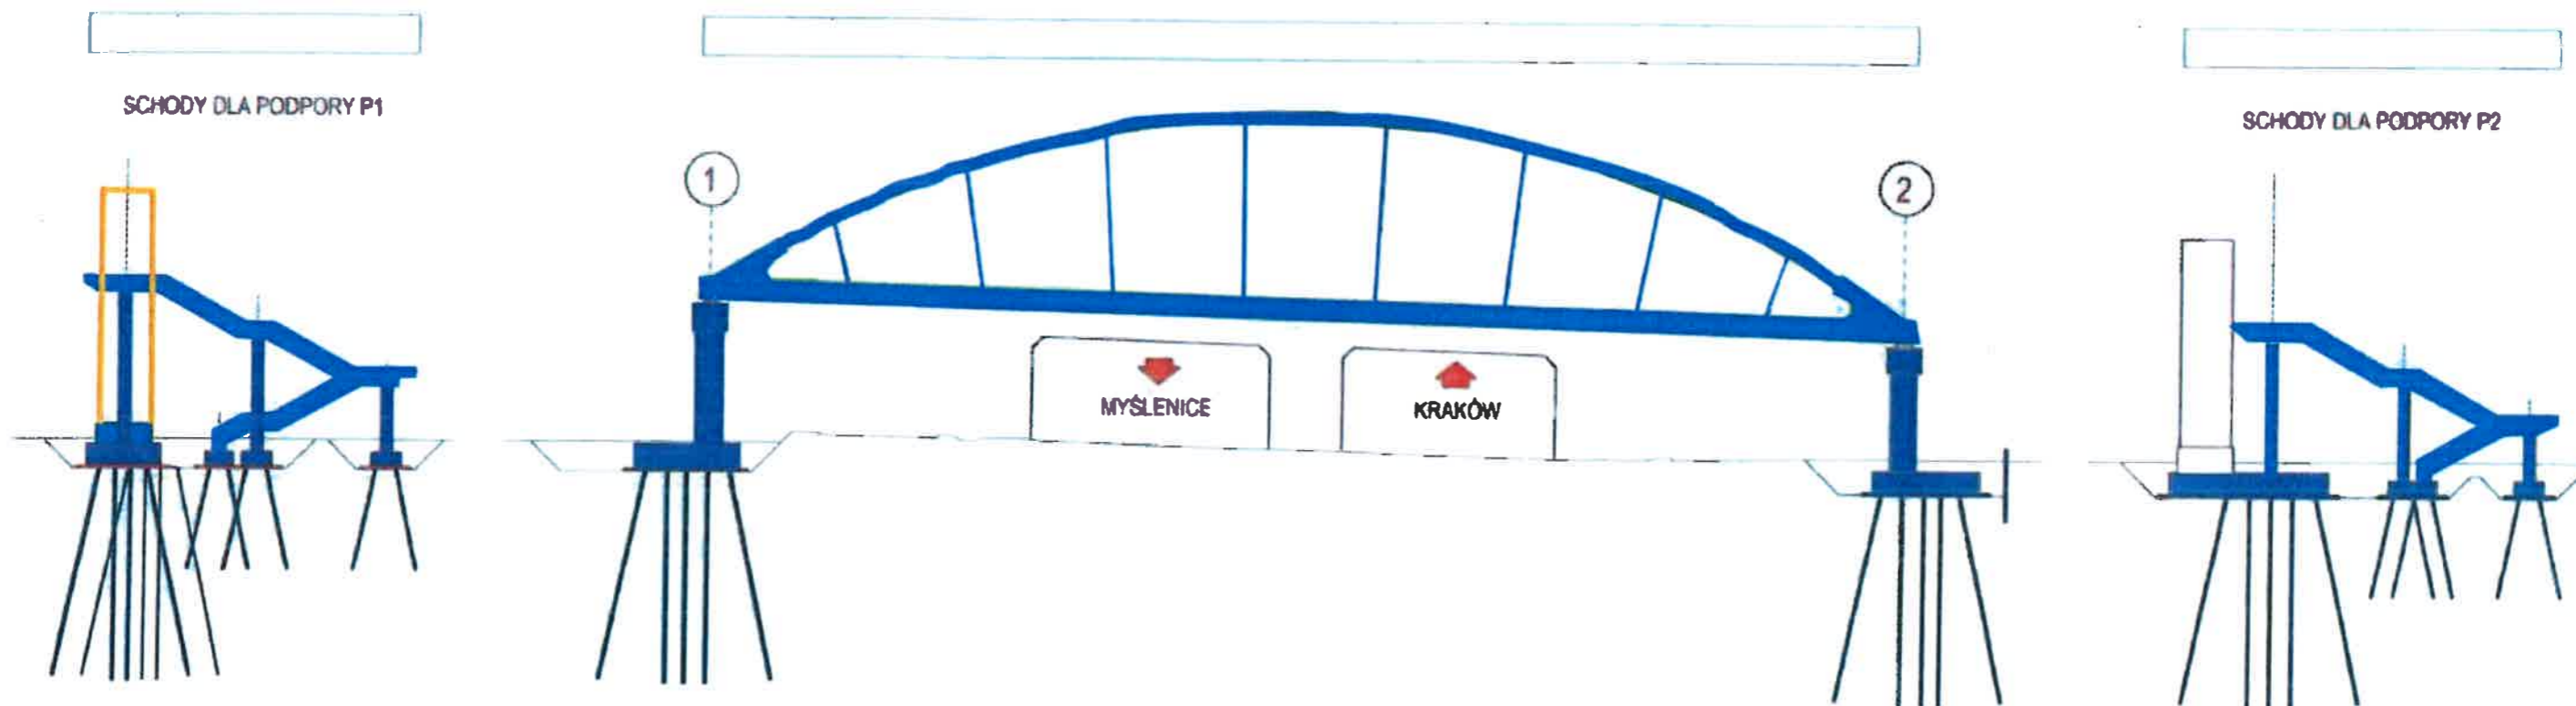 SCHODY DLA PODPORY P1
SCHODY DLA PODPORY P2
1
2
MYŚLENICE
KRAKÓW